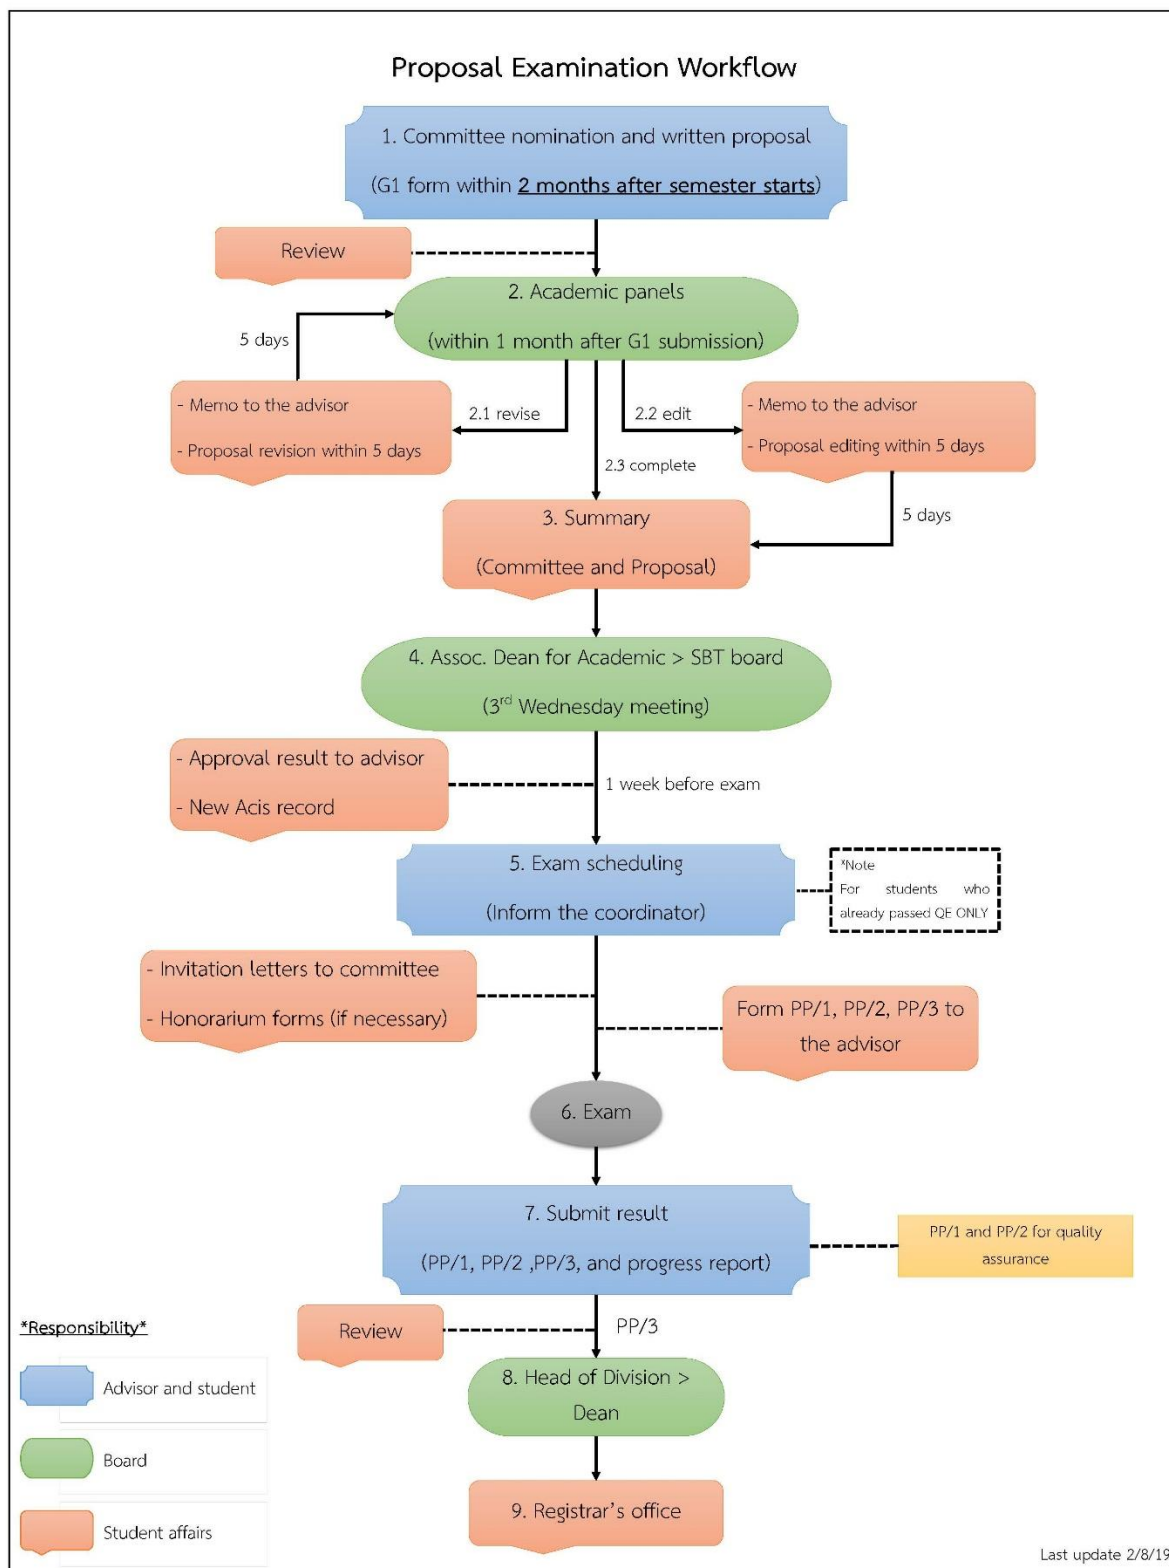 Proposal Examination Workflow
1. Committee nomination and written proposal
(G1 form within 2 months after semester starts)
Review
2. Academic panels
(within 1 month after G1 submission)
5 days
- Memo to the advisor
- Proposal revision within 5 days
2.1 revise
2.2 edit
- Memo to the advisor
- Proposal editing within 5 days
2.3 complete
5 days
3. Summary
(Committee and Proposal)
4. Assoc. Dean for Academic > SBT board
(3rd Wednesday meeting)
- Approval result to advisor
- New Acis record
1 week before exam
5. Exam scheduling
(Inform the coordinator)
*Note
For students who
already passed QE ONLY
- Invitation letters to committee
- Honorarium forms (if necessary)
Form PP/1, PP/2, PP/3 to
the advisor
6. Exam
7. Submit result
(PP/1, PP/2 ,PP/3, and progress report)
PP/1 and PP/2 for quality
assurance
Review
PP/3
8. Head of Division >
Dean
9. Registrar's office
*Responsibility*
Advisor and student
Board
Student affairs
Last update 2/8/19